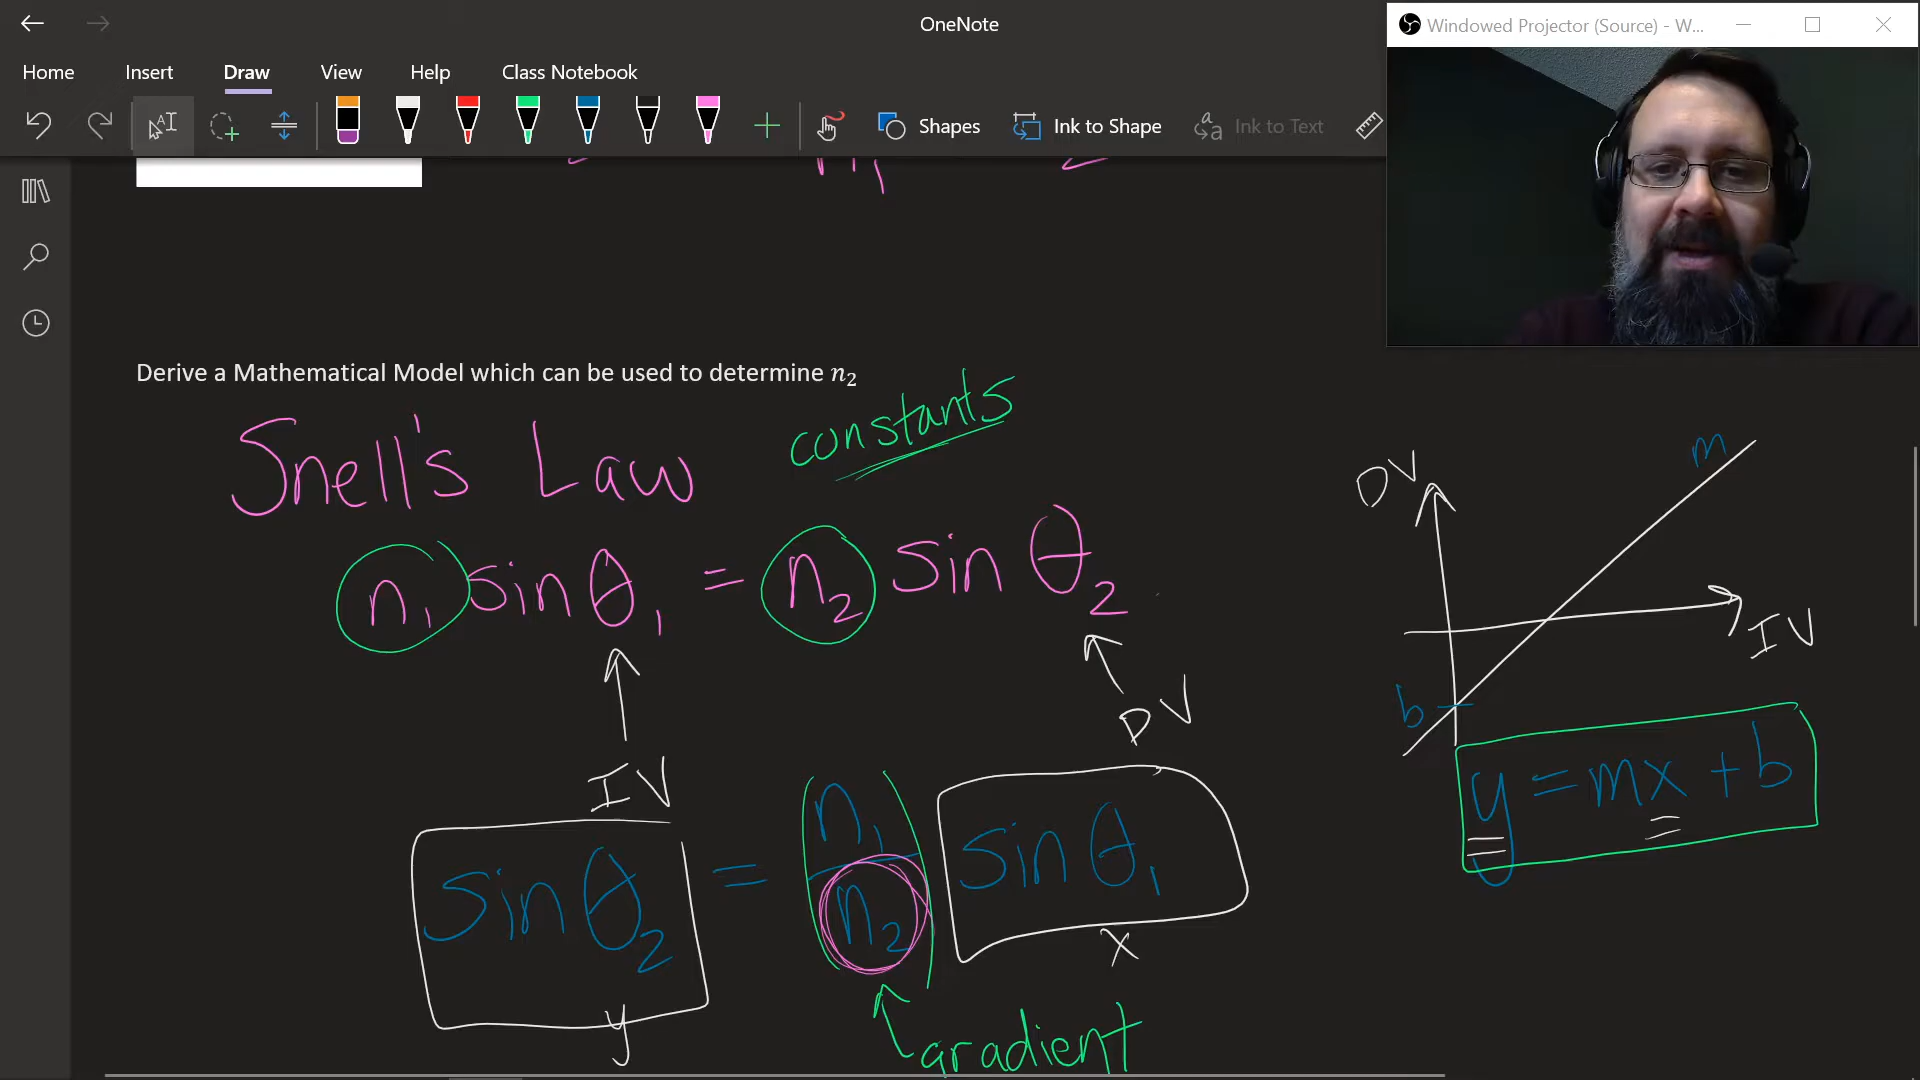 OneNote
Windowed Projector (Source) - W...
Home Insert Draw View Help Class Notebook
Shapes Ink to Shape Ink to Text
Derive a Mathematical Model which can be used to determine n₂
constants
Snell's Law
n₁ sin θ₁ = n₂ sin θ₂
DV
m
IV
b
y = mx + b
IV
DV
sin θ₂ = n₁/n₂ sin θ₁
y
x
gradient